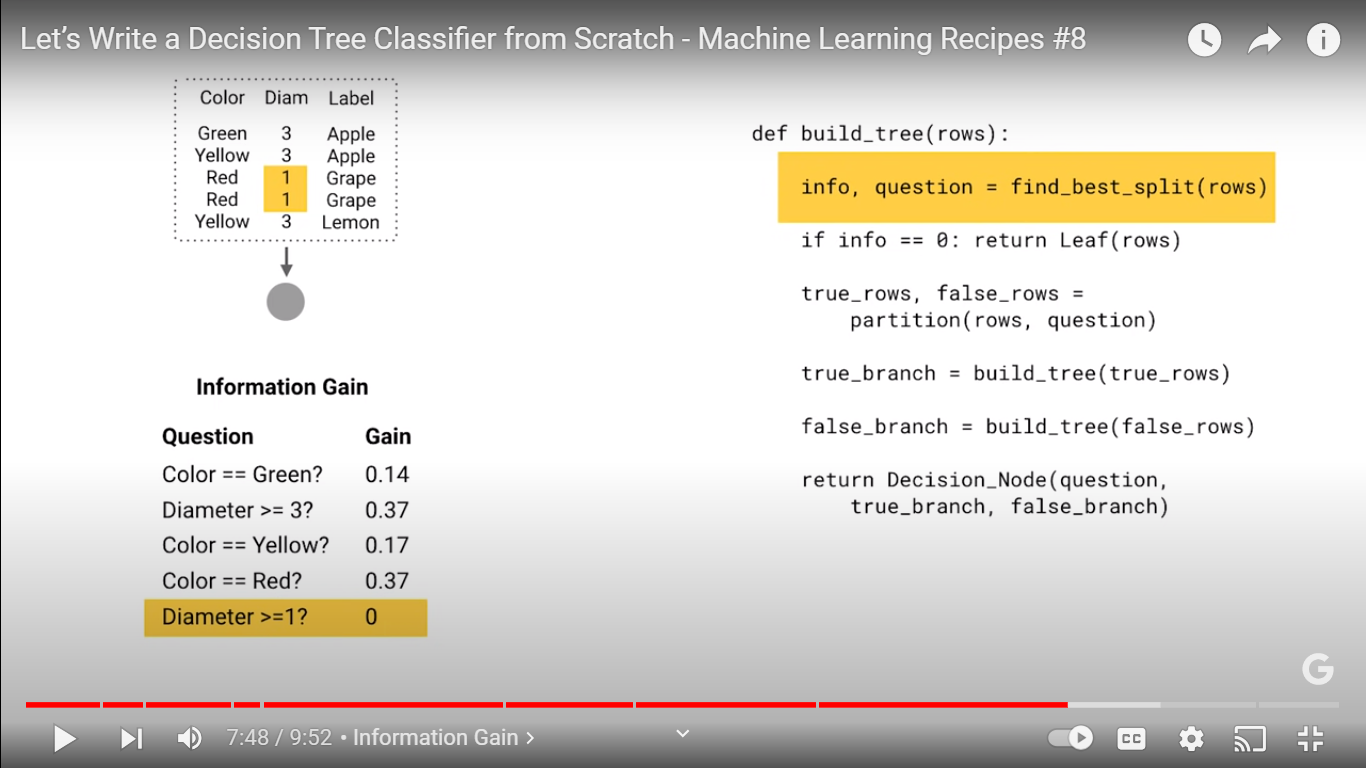 Let's Write a Decision Tree Classifier from Scratch - Machine Learning Recipes #8
Color Diam Label
Green 3 Apple
Yellow 3 Apple
Red 1 Grape
Red 1 Grape
Yellow 3 Lemon
Information Gain
Question Gain
Color == Green? 0.14
Diameter >= 3? 0.37
Color == Yellow? 0.17
Color == Red? 0.37
Diameter >=1? 0
def build_tree(rows):
info, question = find_best_split(rows)
if info == 0: return Leaf(rows)
true_rows, false_rows =
partition(rows, question)
true_branch = build_tree(true_rows)
false_branch = build_tree(false_rows)
return Decision_Node(question,
true_branch, false_branch)
G
7:48 / 9:52 • Information Gain >
CC